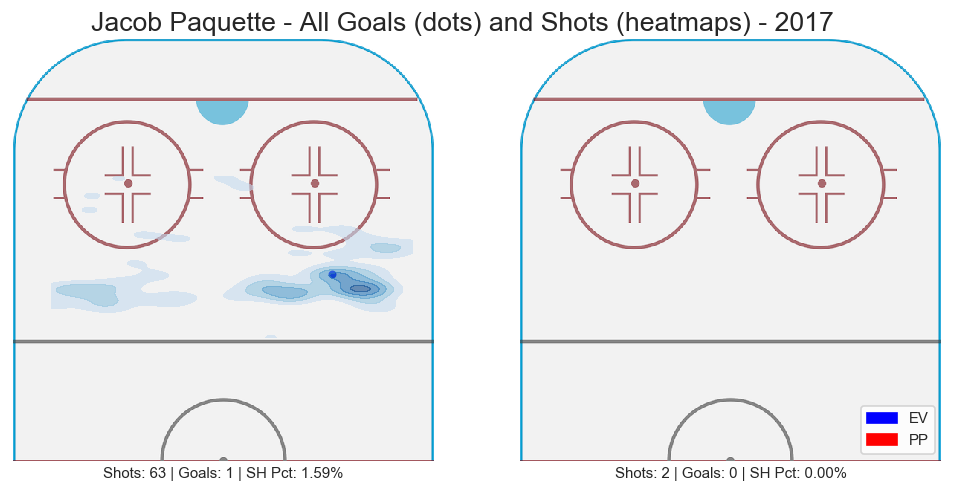 Jacob Paquette - All Goals (dots) and Shots (heatmaps) - 2017
EV
PP
Shots: 63 | Goals: 1 | SH Pct: 1.59%
Shots: 2 | Goals: 0 | SH Pct: 0.00%